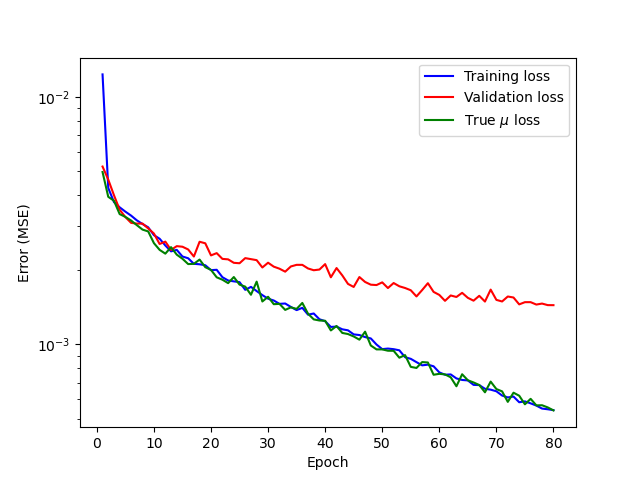 Training loss
Validation loss
True μ loss
10⁻²
10⁻³
Error (MSE)
0 10 20 30 40 50 60 70 80
Epoch